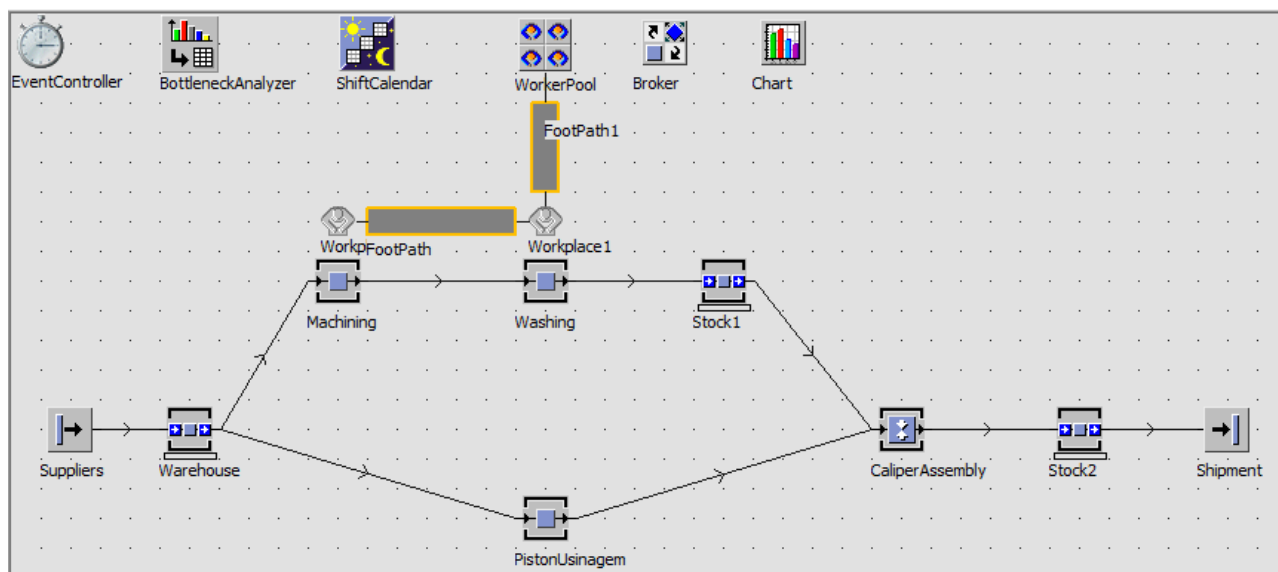 EventController
BottleneckAnalyzer
ShiftCalendar
WorkerPool
Broker
Chart
FootPath1
Workp
FootPath
Workplace1
Machining
Washing
Stock1
Suppliers
Warehouse
CaliperAssembly
Stock2
Shipment
PistonUsinagem